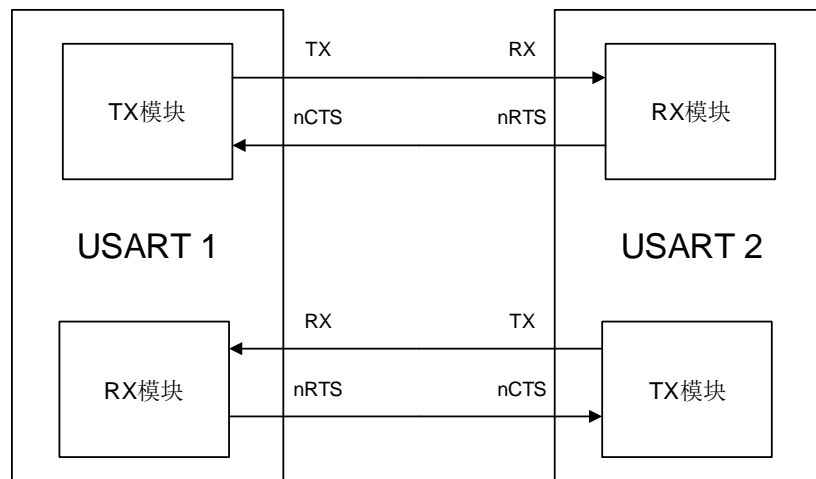 TX RX
TX模块 RX模块
nCTS nRTS
USART 1 USART 2
RX TX
RX模块 TX模块
nRTS nCTS